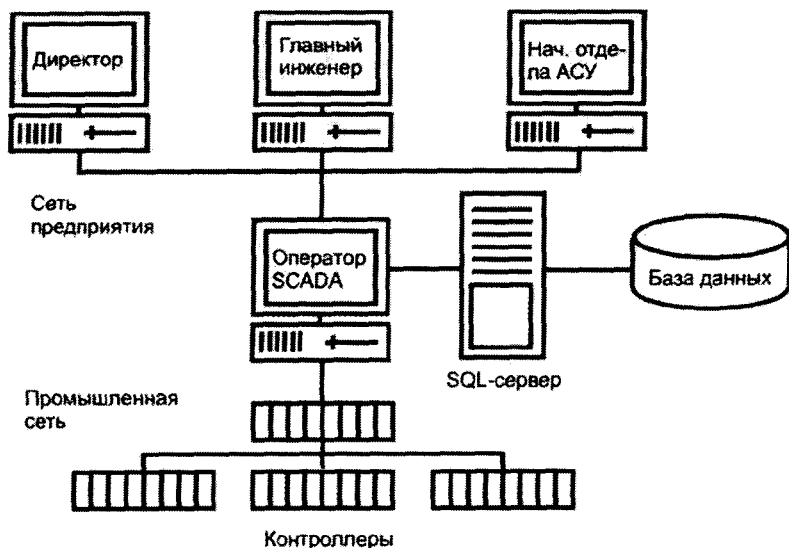 Директор
Главный
инженер
Нач. отде-
ла АСУ
Сеть
предприятия
Оператор
SCADA
База данных
SQL-сервер
Промышленная
сеть
Контроллеры